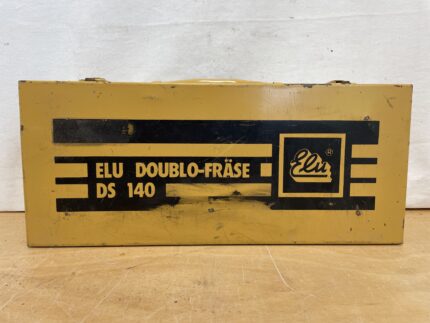 ELU DOUBLO-FRÄSE
DS 140
Elu ®